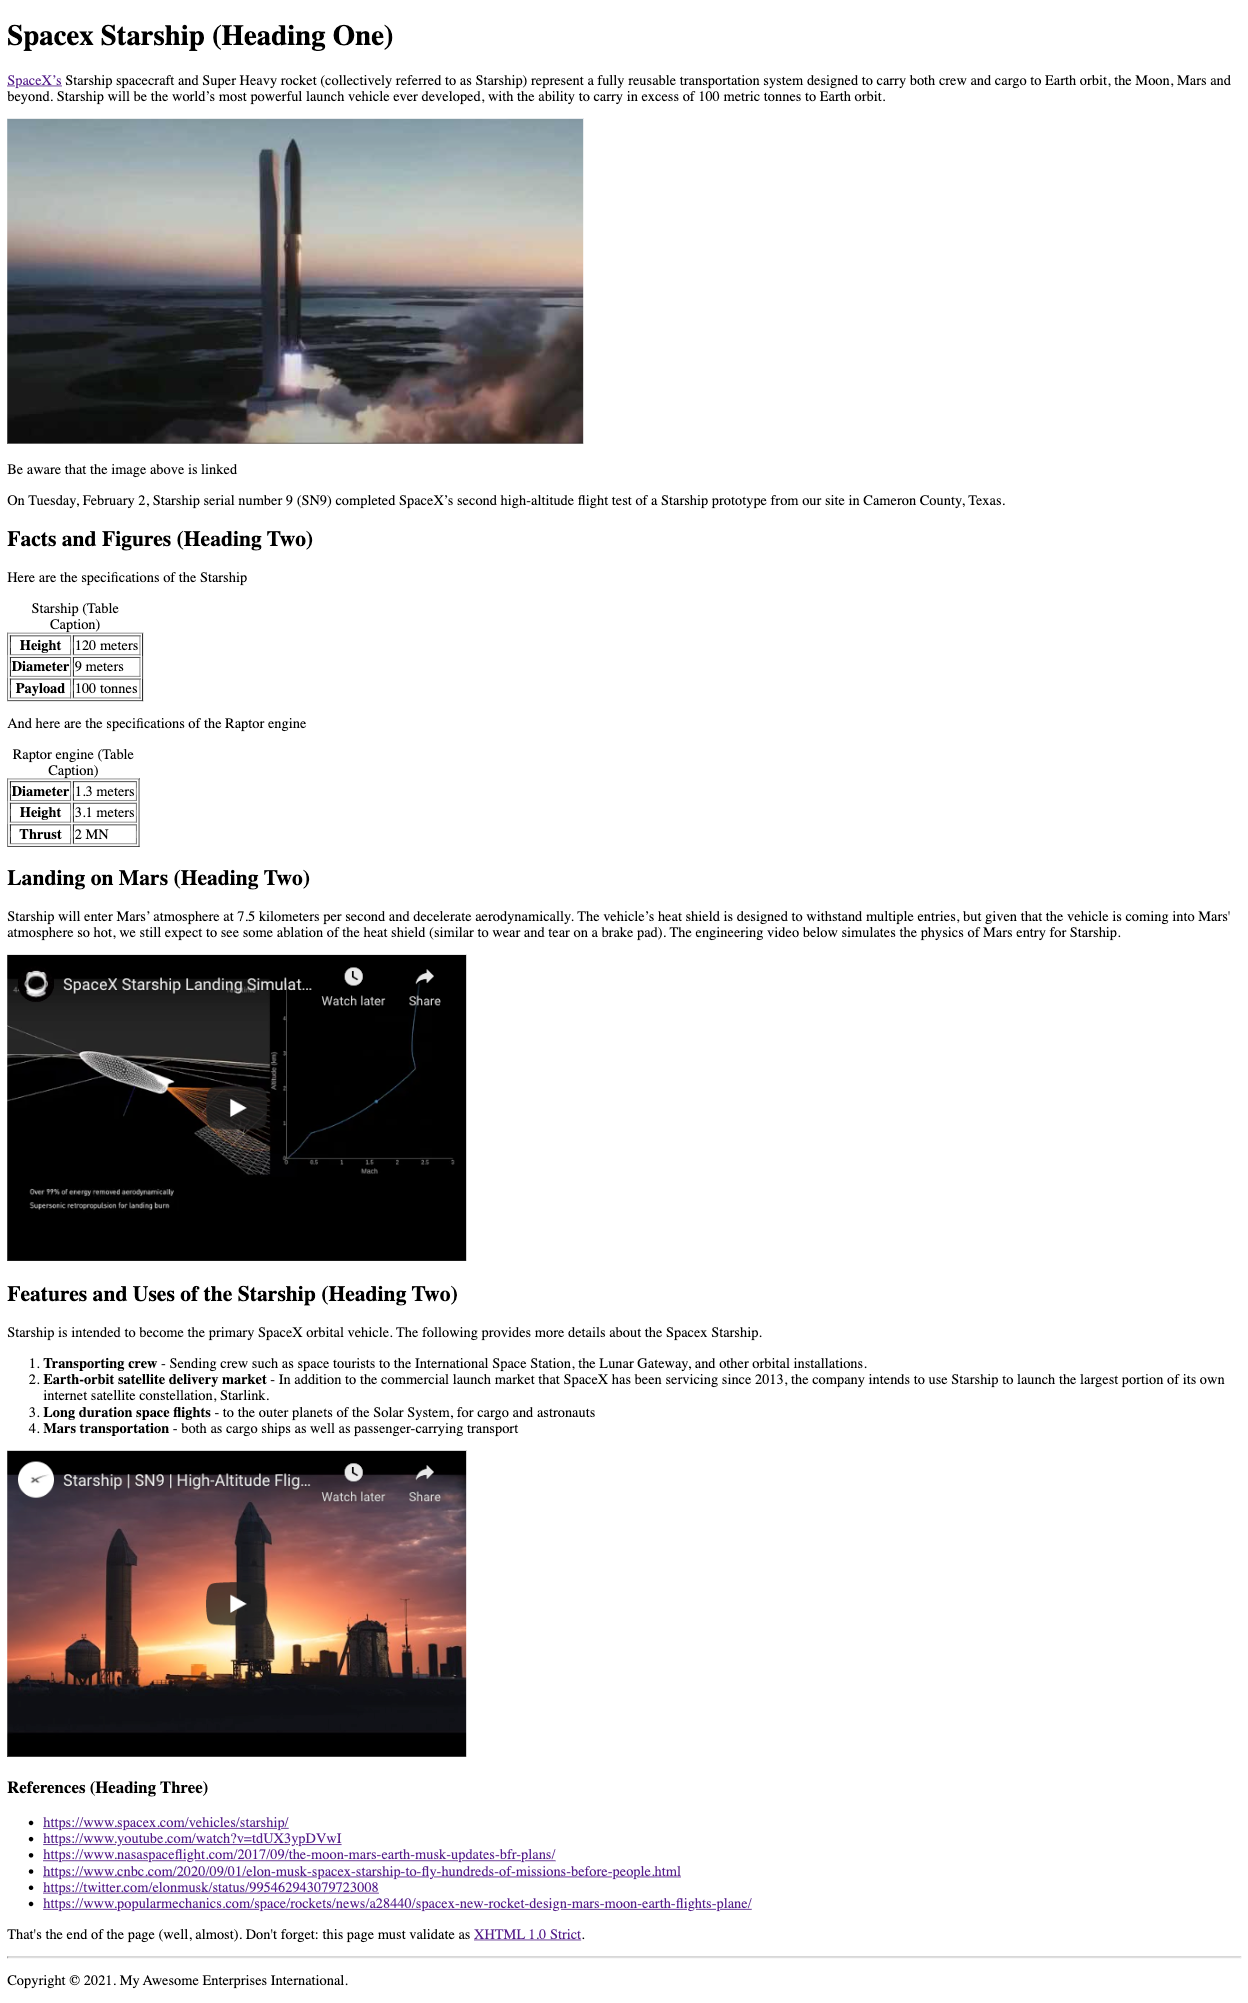 Spacex Starship (Heading One)
SpaceX’s Starship spacecraft and Super Heavy rocket (collectively referred to as Starship) represent a fully reusable transportation system designed to carry both crew and cargo to Earth orbit, the Moon, Mars and
beyond. Starship will be the world’s most powerful launch vehicle ever developed, with the ability to carry in excess of 100 metric tonnes to Earth orbit.
Be aware that the image above is linked
On Tuesday, February 2, Starship serial number 9 (SN9) completed SpaceX’s second high-altitude flight test of a Starship prototype from our site in Cameron County, Texas.
Facts and Figures (Heading Two)
Here are the specifications of the Starship
Starship (Table
Caption)
Height 120 meters
Diameter 9 meters
Payload 100 tonnes
And here are the specifications of the Raptor engine
Raptor engine (Table
Caption)
Diameter 1.3 meters
Height 3.1 meters
Thrust 2 MN
Landing on Mars (Heading Two)
Starship will enter Mars’ atmosphere at 7.5 kilometers per second and decelerate aerodynamically. The vehicle’s heat shield is designed to withstand multiple entries, but given that the vehicle is coming into Mars'
atmosphere so hot, we still expect to see some ablation of the heat shield (similar to wear and tear on a brake pad). The engineering video below simulates the physics of Mars entry for Starship.
SpaceX Starship Landing Simulat...
Watch later Share
4
3
2
1
0
Altitude (km)
0 0.5 1 1.5 2 2.5 3
Mach
Over 99% of energy removed aerodynamically
Supersonic retropropulsion for landing burn
Features and Uses of the Starship (Heading Two)
Starship is intended to become the primary SpaceX orbital vehicle. The following provides more details about the Spacex Starship.
1. Transporting crew - Sending crew such as space tourists to the International Space Station, the Lunar Gateway, and other orbital installations.
2. Earth-orbit satellite delivery market - In addition to the commercial launch market that SpaceX has been servicing since 2013, the company intends to use Starship to launch the largest portion of its own
internet satellite constellation, Starlink.
3. Long duration space flights - to the outer planets of the Solar System, for cargo and astronauts
4. Mars transportation - both as cargo ships as well as passenger-carrying transport
Starship | SN9 | High-Altitude Flig...
Watch later Share
References (Heading Three)
• https://www.spacex.com/vehicles/starship/
• https://www.youtube.com/watch?v=tdUX3ypDVwI
• https://www.nasaspaceflight.com/2017/09/the-moon-mars-earth-musk-updates-bfr-plans/
• https://www.cnbc.com/2020/09/01/elon-musk-spacex-starship-to-fly-hundreds-of-missions-before-people.html
• https://twitter.com/elonmusk/status/995462943079723008
• https://www.popularmechanics.com/space/rockets/news/a28440/spacex-new-rocket-design-mars-moon-earth-flights-plane/
That's the end of the page (well, almost). Don't forget: this page must validate as XHTML 1.0 Strict.
Copyright © 2021. My Awesome Enterprises International.